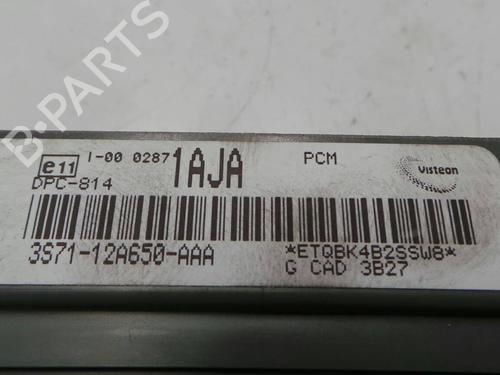 e11 I-00 0287 1AJA PCM Visteon
DPC-814
3S71-12A650-AAA *ETQBK4B2SSW8*
G CAD 3B27
B-PARTS